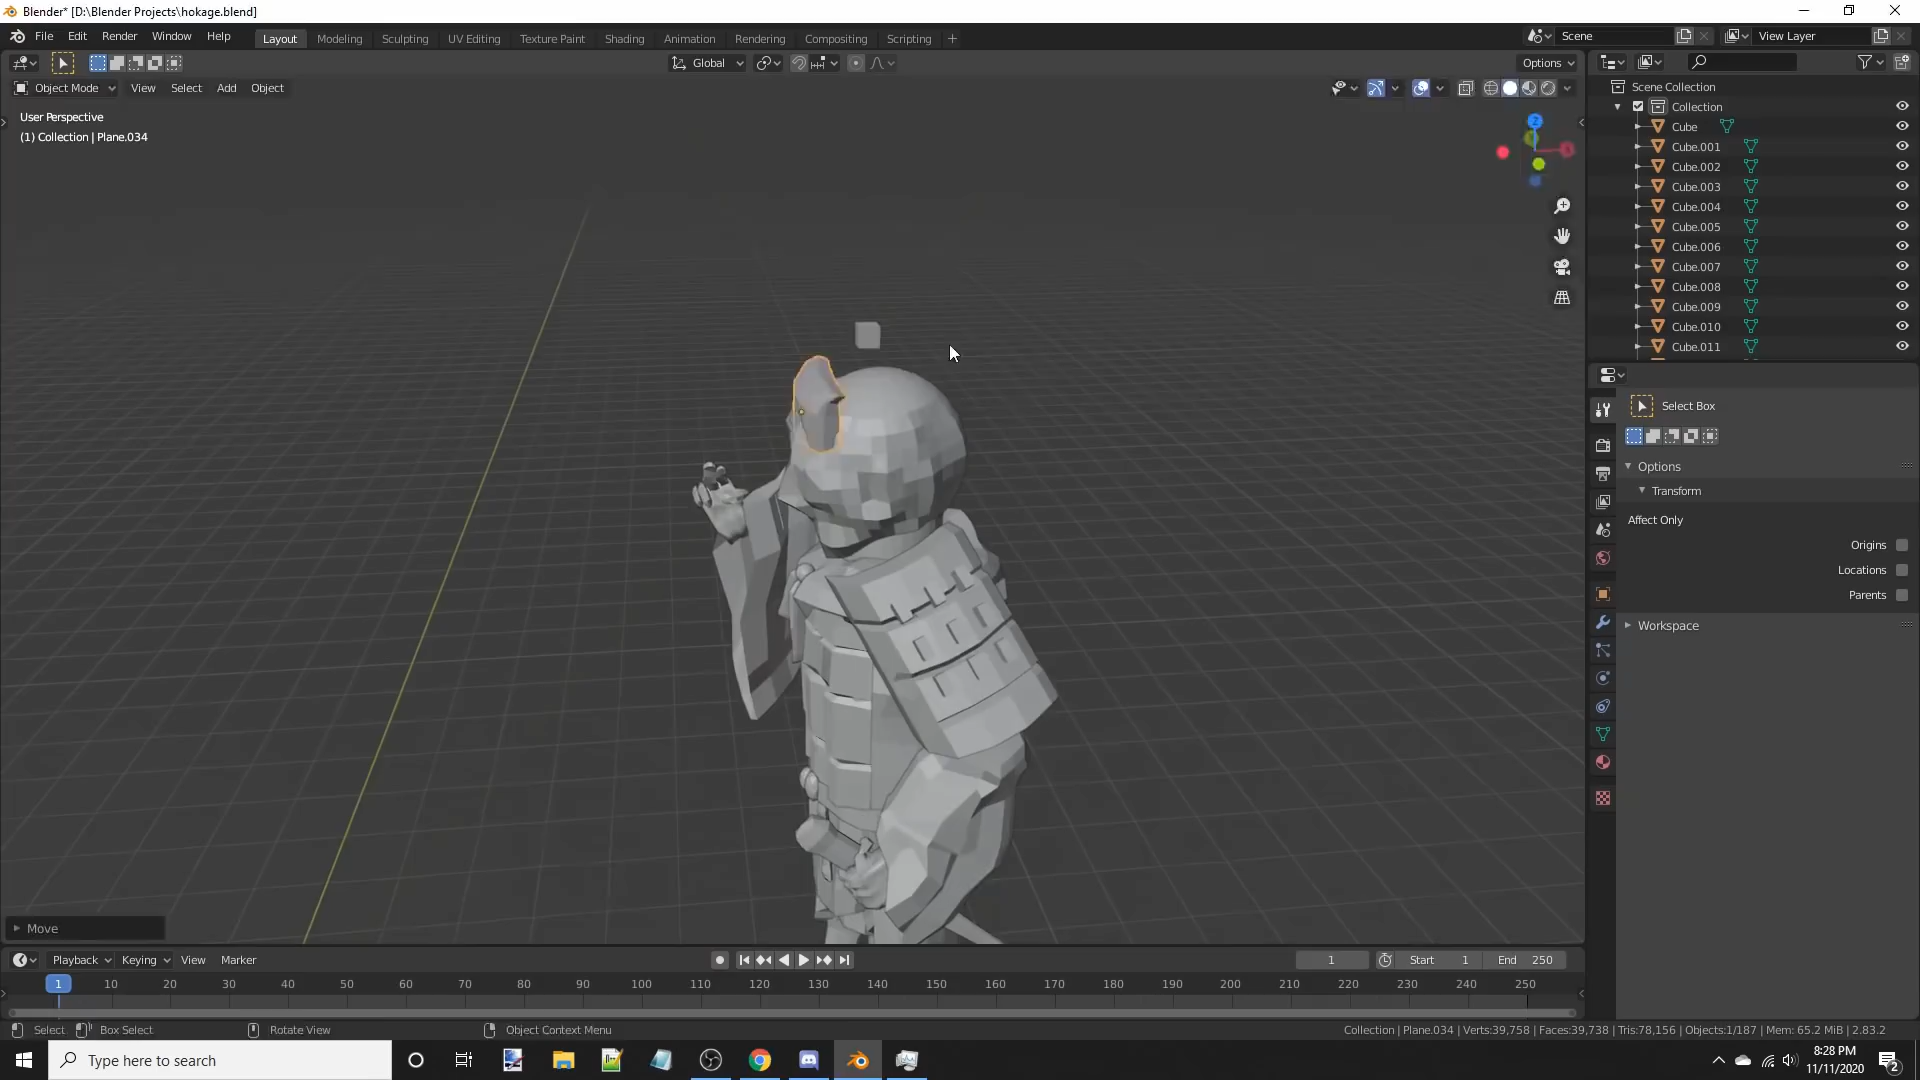 Blender* [D:\Blender Projects\hokage.blend]
File Edit Render Window Help Layout Modeling Sculpting UV Editing Texture Paint Shading Animation Rendering Compositing Scripting Scene View Layer
Global Options
Object Mode View Select Add Object
User Perspective
(1) Collection | Plane.034
Z
Scene Collection
Collection
Cube
Cube.001
Cube.002
Cube.003
Cube.004
Cube.005
Cube.006
Cube.007
Cube.008
Cube.009
Cube.010
Cube.011
Select Box
Options
Transform
Affect Only
Origins
Locations
Parents
Workspace
Move
Playback Keying View Marker 1 Start 1 End 250
1 10 20 30 40 50 60 70 80 90 100 110 120 130 140 150 160 170 180 190 200 210 220 230 240 250
Select Box Select Rotate View Object Context Menu Collection | Plane.034 | Verts:39,758 | Faces:39,738 | Tris:78,156 | Objects:1/187 | Mem: 65.2 MiB | 2.83.2
Type here to search
8:28 PM
11/11/2020
2